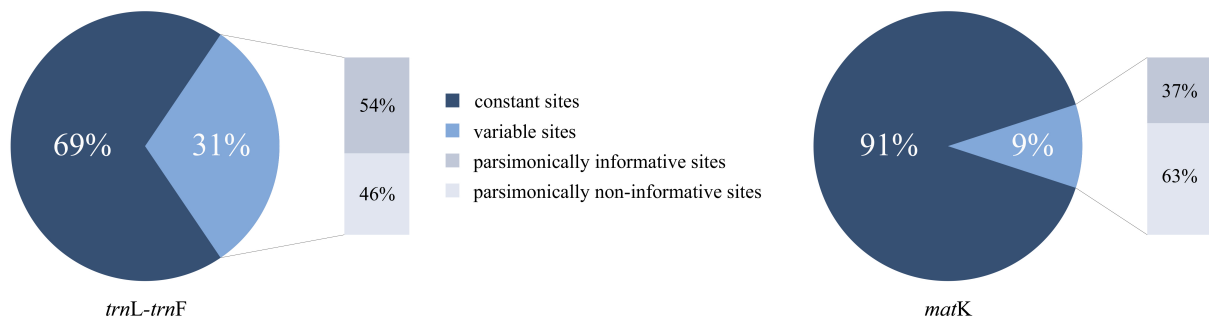 69%
31%
54%
46%
constant sites
variable sites
parsimonically informative sites
parsimonically non-informative sites
91%
9%
37%
63%
trnL-trnF
matK